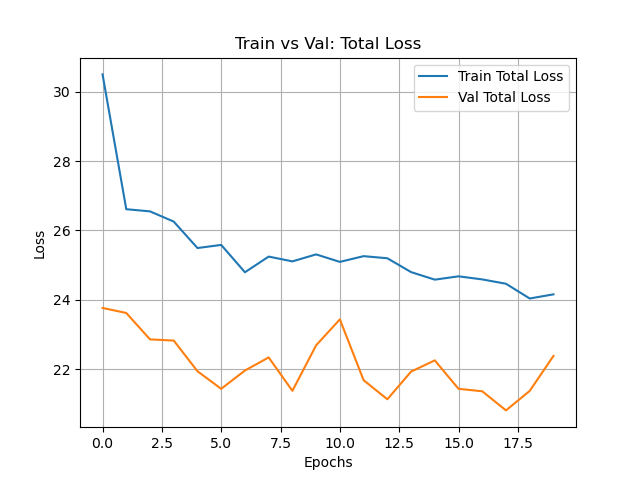 Train vs Val: Total Loss
Train Total Loss
Val Total Loss
30
28
26
24
22
Loss
0.0 2.5 5.0 7.5 10.0 12.5 15.0 17.5
Epochs